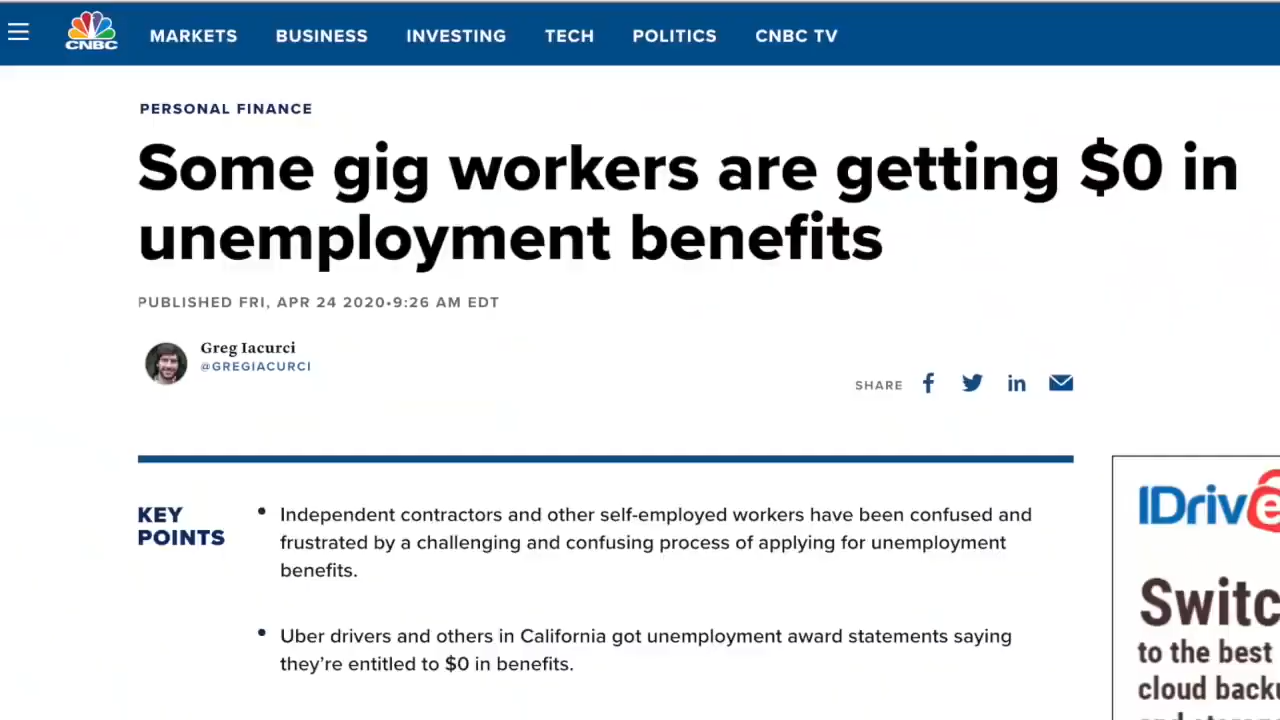 CNBC
MARKETS BUSINESS INVESTING TECH POLITICS CNBC TV
PERSONAL FINANCE
Some gig workers are getting $0 in
unemployment benefits
PUBLISHED FRI, APR 24 2020•9:26 AM EDT
Greg Iacurci
@GREGIACURCI
SHARE
KEY
POINTS
• Independent contractors and other self-employed workers have been confused and
frustrated by a challenging and confusing process of applying for unemployment
benefits.
• Uber drivers and others in California got unemployment award statements saying
they're entitled to $0 in benefits.
IDrive
Switc
to the best
cloud backu